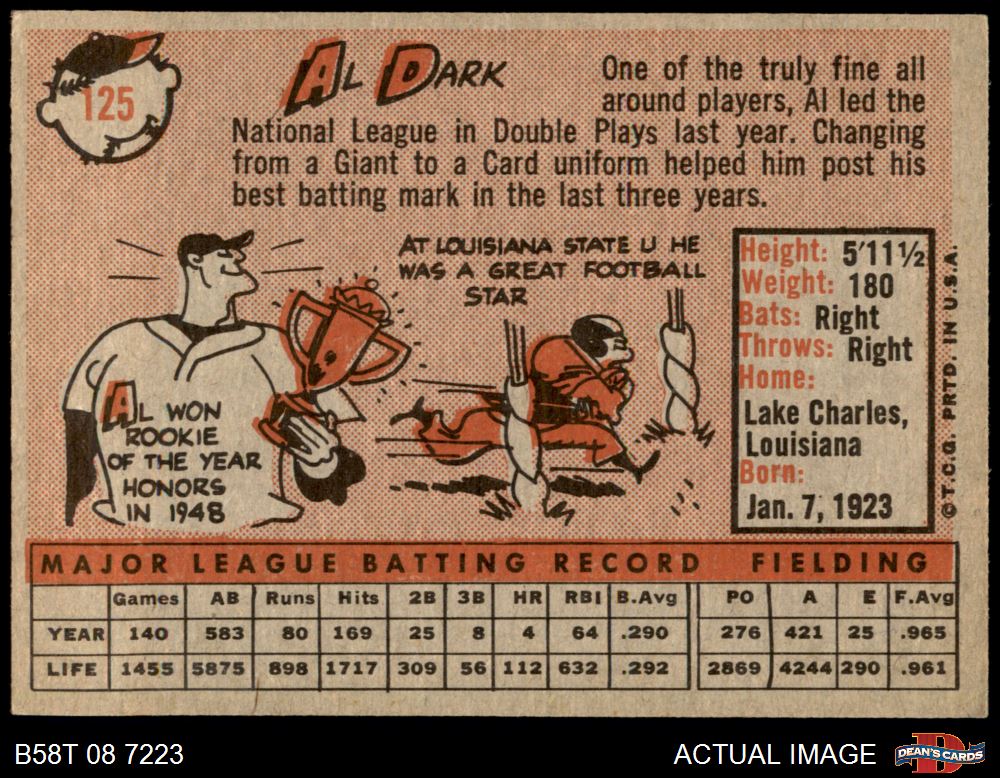 125
AL DARK
One of the truly fine all
around players, Al led the
National League in Double Plays last year. Changing
from a Giant to a Card uniform helped him post his
best batting mark in the last three years.
AL WON
ROOKIE
OF THE YEAR
HONORS
IN 1948
AT LOUISIANA STATE U HE
WAS A GREAT FOOTBALL
STAR
Height: 5'11½
Weight: 180
Bats: Right
Throws: Right
Home:
Lake Charles,
Louisiana
Born:
Jan. 7, 1923
© T.C.G. PRTD. IN U.S.A.
MAJOR LEAGUE BATTING RECORD FIELDING
Games AB Runs Hits 2B 3B HR RBI B.Avg PO A E F.Avg
YEAR 140 583 80 169 25 8 4 64 .290 276 421 25 .965
LIFE 1455 5875 898 1717 309 56 112 632 .292 2869 4244 290 .961
B58T 08 7223
ACTUAL IMAGE
DEAN'S CARDS